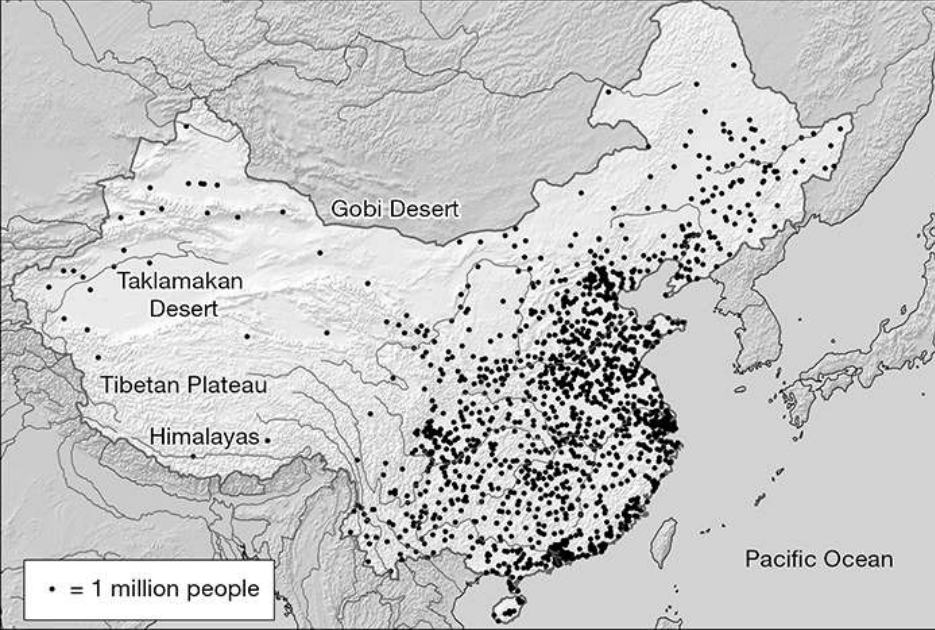 Gobi Desert
Taklamakan
Desert
Tibetan Plateau
Himalayas
Pacific Ocean
• = 1 million people